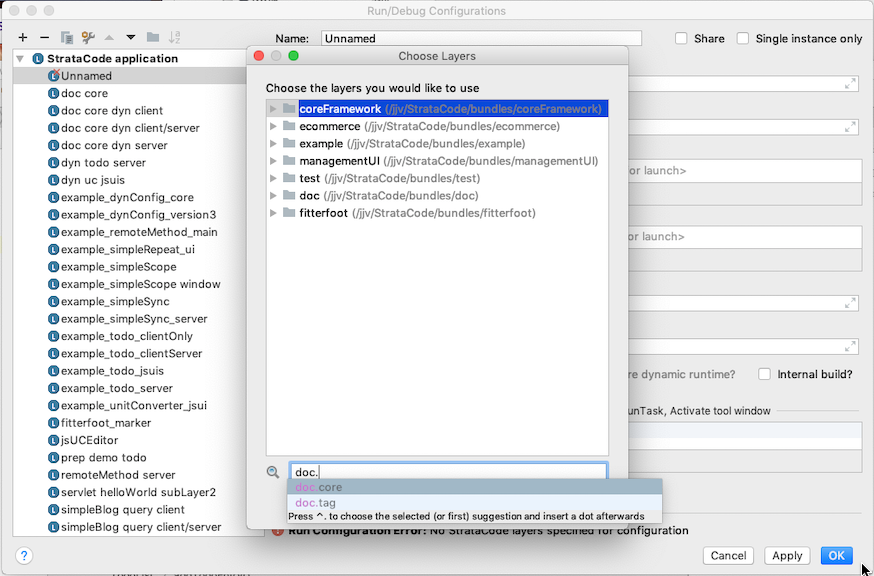 Run/Debug Configurations
Name: Unnamed
Share
Single instance only
StrataCode application
Unnamed
doc core
doc core dyn client
doc core dyn client/server
doc core dyn server
dyn todo server
dyn uc jsuis
example_dynConfig_core
example_dynConfig_version3
example_remoteMethod_main
example_simpleRepeat_ui
example_simpleScope
example_simpleScope window
example_simpleSync
example_simpleSync_server
example_todo_clientOnly
example_todo_clientServer
example_todo_jsuis
example_todo_server
example_unitConverter_jsui
fitterfoot_marker
jsUCEditor
prep demo todo
remoteMethod server
servlet helloWorld subLayer2
simpleBlog query client
simpleBlog query client/server
Choose Layers
Choose the layers you would like to use
coreFramework (/jjv/StrataCode/bundles/coreFramework)
ecommerce (/jjv/StrataCode/bundles/ecommerce)
example (/jjv/StrataCode/bundles/example)
managementUI (/jjv/StrataCode/bundles/managementUI)
test (/jjv/StrataCode/bundles/test)
doc (/jjv/StrataCode/bundles/doc)
fitterfoot (/jjv/StrataCode/bundles/fitterfoot)
doc.
doc.core
doc.tag
Press ^. to choose the selected (or first) suggestion and insert a dot afterwards
or launch>
or launch>
re dynamic runtime?
Internal build?
unTask, Activate tool window
Run Configuration Error: No StrataCode layers specified for configuration
?
Cancel
Apply
OK